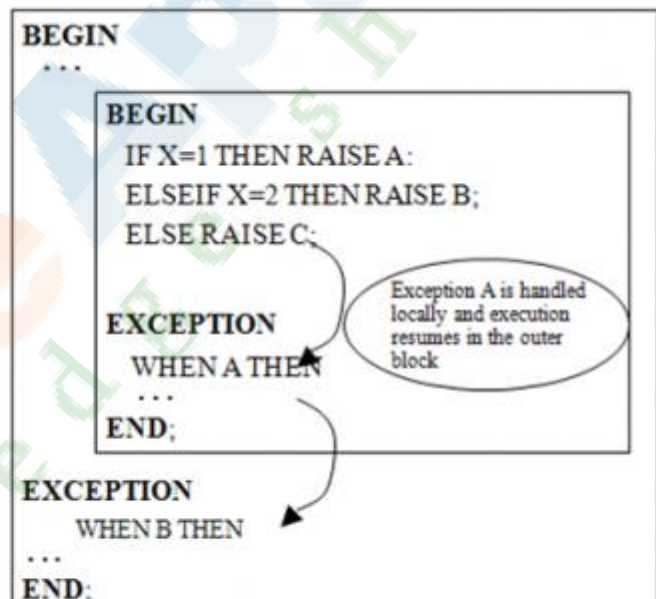 BEGIN
...
BEGIN
IF X=1 THEN RAISE A:
ELSEIF X=2 THEN RAISE B;
ELSE RAISE C;
Exception A is handled
locally and execution
resumes in the outer
block
EXCEPTION
WHEN A THEN
...
END;
EXCEPTION
WHEN B THEN
...
END;